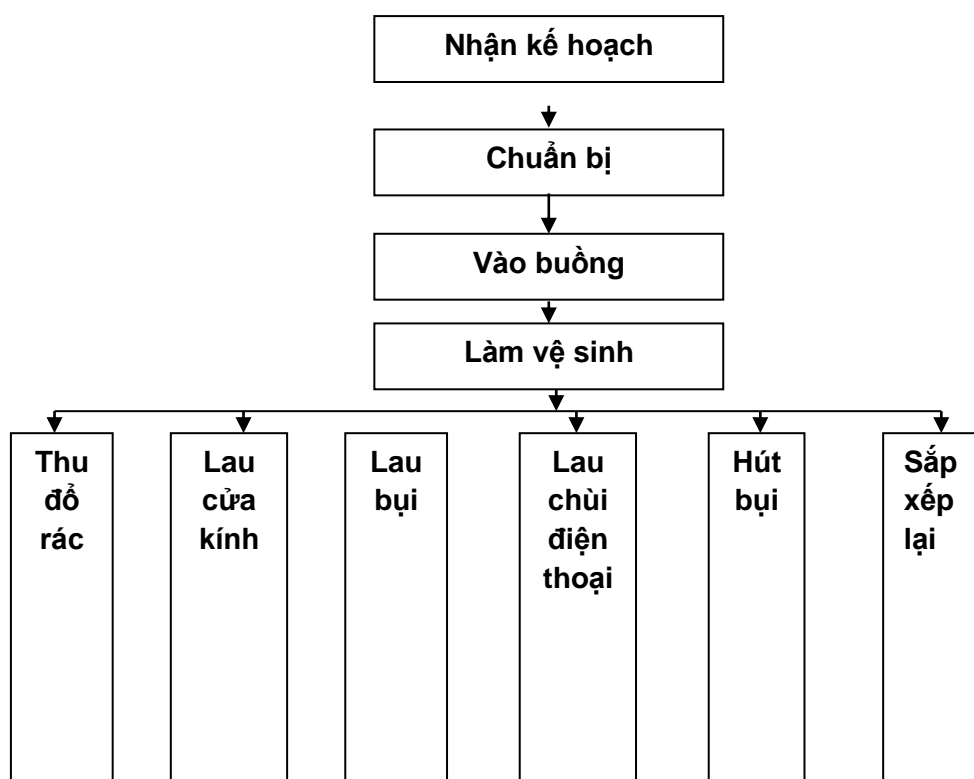 Nhận kế hoạch
Chuẩn bị
Vào buồng
Làm vệ sinh
Thu
đổ
rác
Lau
cửa
kính
Lau
bụi
Lau
chùi
điện
thoại
Hút
bụi
Sắp
xếp
lại